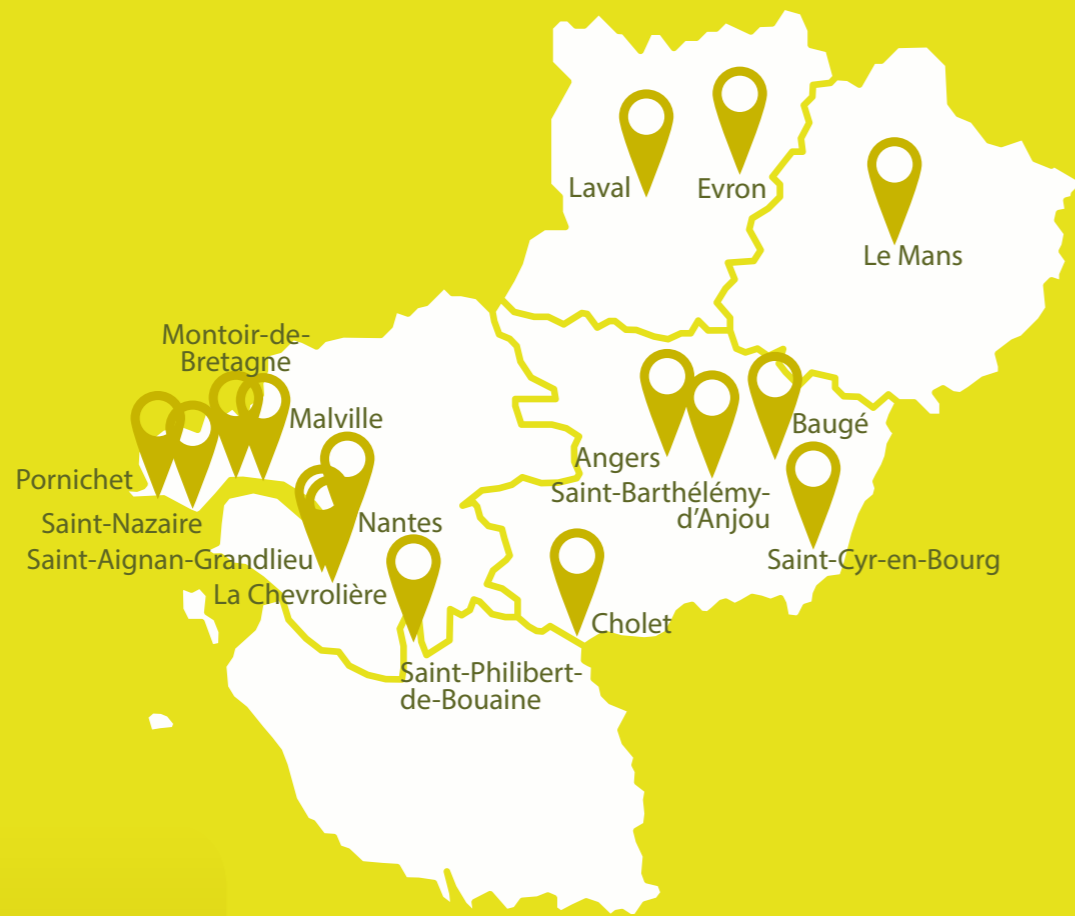 Laval
Evron
Le Mans
Montoir-de-
Bretagne
Malville
Pornichet
Saint-Nazaire
Saint-Aignan-Grandlieu
La Chevrolière
Nantes
Angers
Saint-Barthélémy-
d’Anjou
Baugé
Saint-Cyr-en-Bourg
Cholet
Saint-Philibert-
de-Bouaine